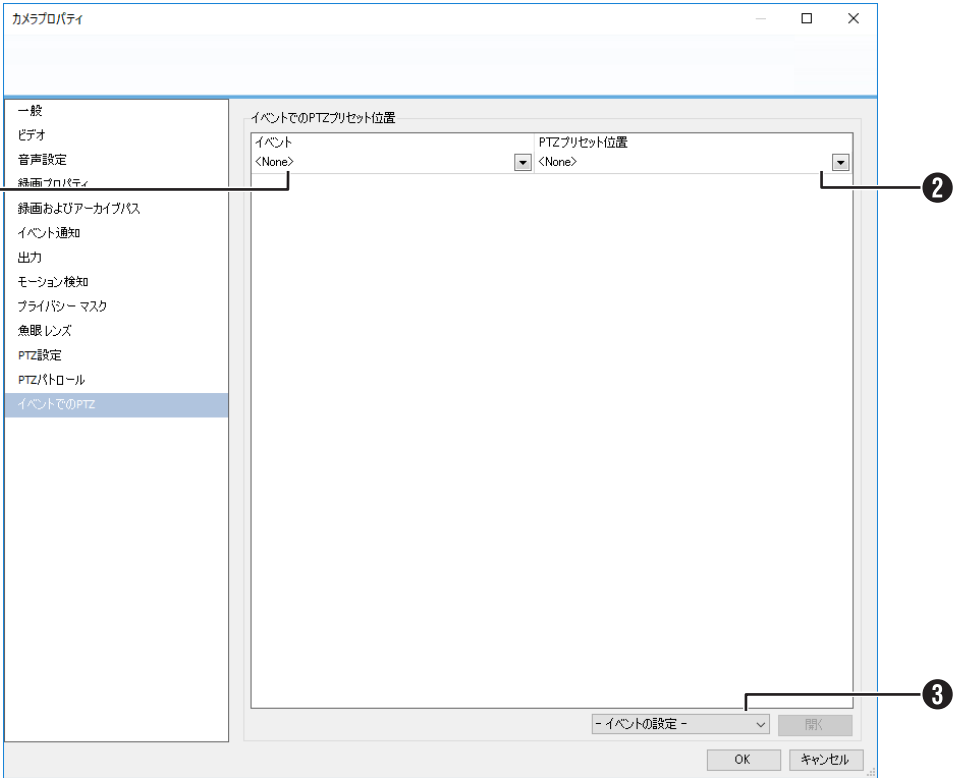 カメラプロパティ
一般
ビデオ
音声設定
録画プロパティ
録画およびアーカイブパス
イベント通知
出力
モーション検知
プライバシー マスク
魚眼レンズ
PTZ設定
PTZパトロール
イベントでのPTZ
イベントでのPTZプリセット位置
イベント PTZプリセット位置
<None> <None>
2
3
- イベントの設定 - 開く
OK キャンセル